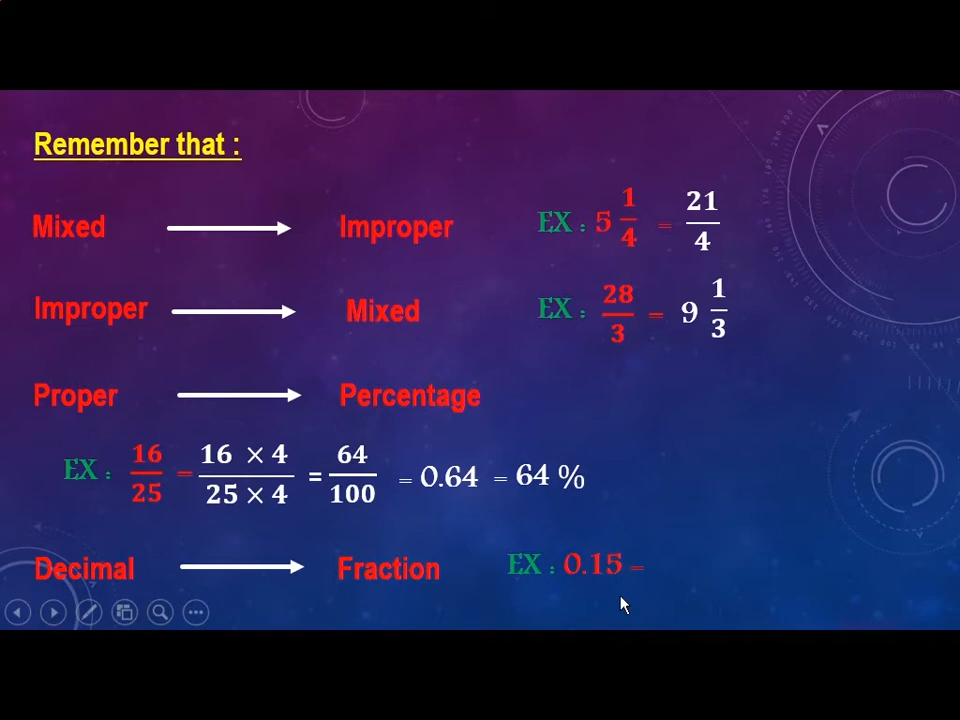 Remember that :
Mixed ⟶ Improper EX : 5 1/4 = 21/4
Improper ⟶ Mixed EX : 28/3 = 9 1/3
Proper ⟶ Percentage
EX : 16/25 = 16 × 4/25 × 4 = 64/100 = 0.64 = 64 %
Decimal ⟶ Fraction EX : 0.15 =